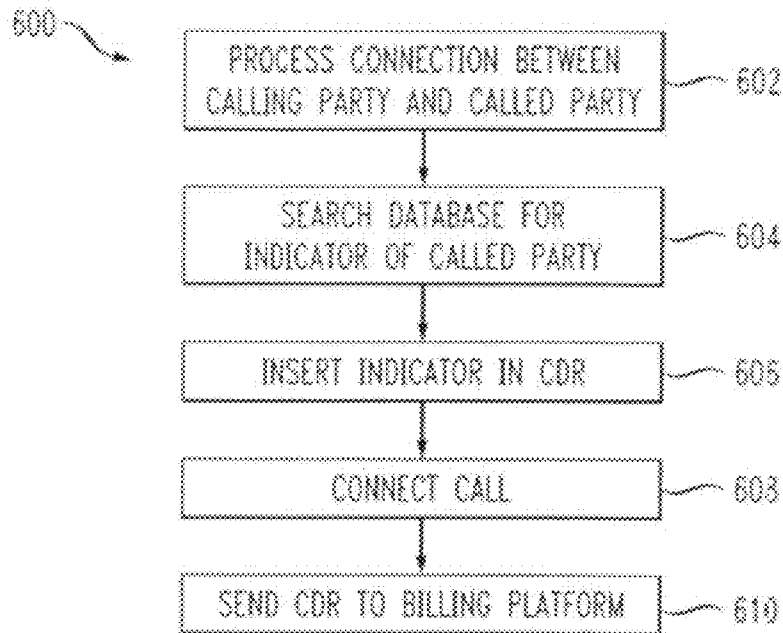 600
PROCESS CONNECTION BETWEEN
CALLING PARTY AND CALLED PARTY
602
SEARCH DATABASE FOR
INDICATOR OF CALLED PARTY
604
INSERT INDICATOR IN CDR
606
CONNECT CALL
608
SEND CDR TO BILLING PLATFORM
610